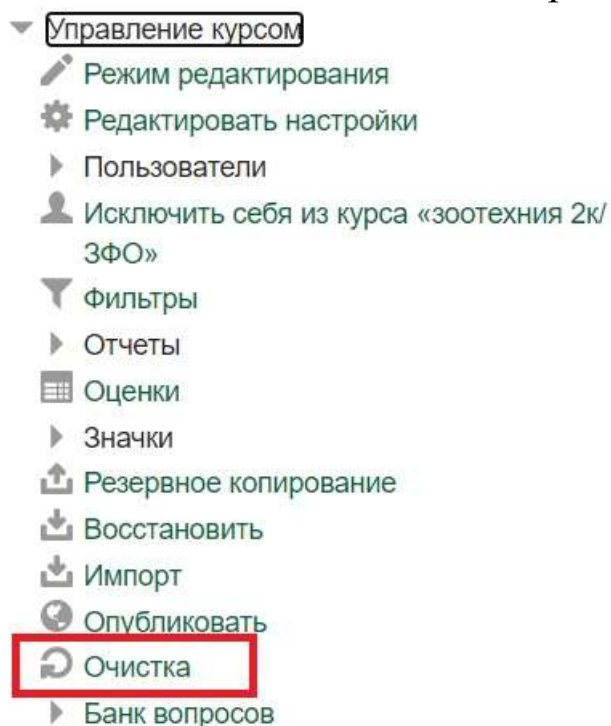 Управление курсом
Режим редактирования
Редактировать настройки
Пользователи
Исключить себя из курса «зоотехния 2к/
ЗФО»
Фильтры
Отчеты
Оценки
Значки
Резервное копирование
Восстановить
Импорт
Опубликовать
Очистка
Банк вопросов